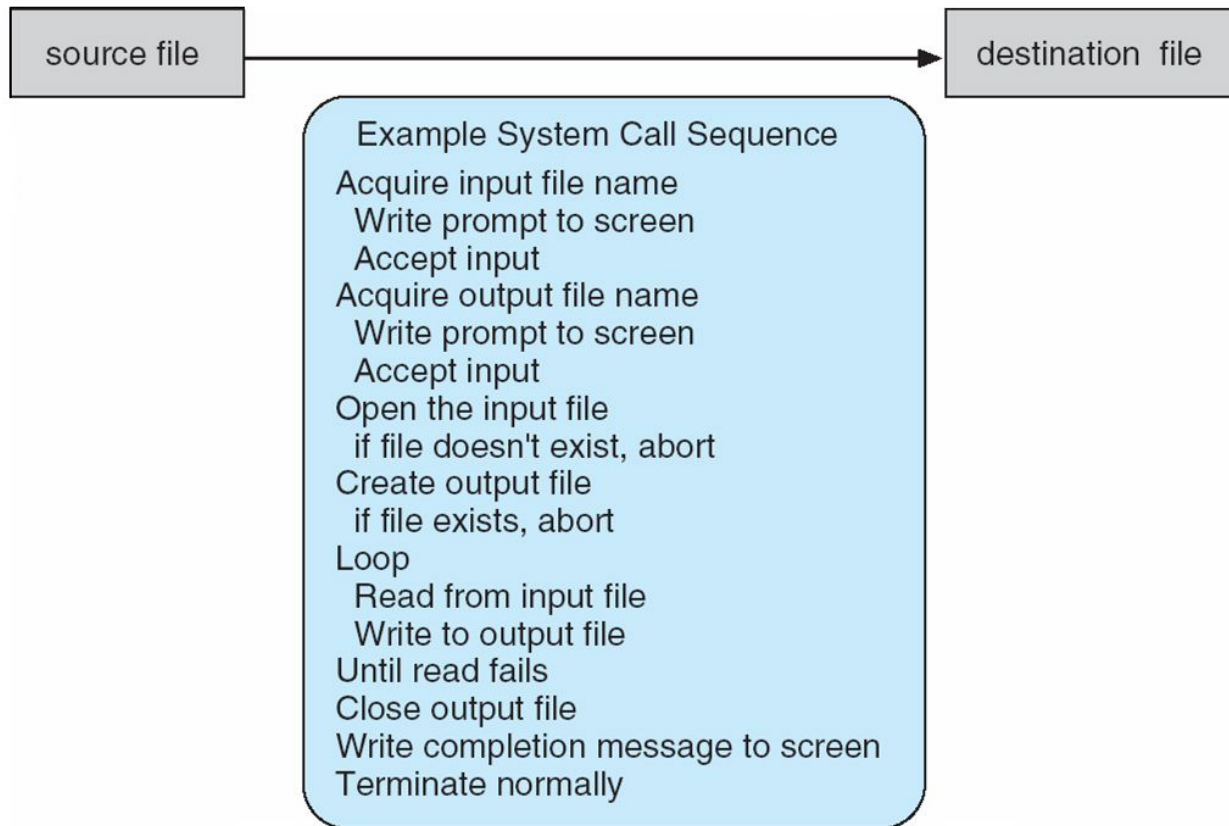 source file
destination file
Example System Call Sequence
Acquire input file name
Write prompt to screen
Accept input
Acquire output file name
Write prompt to screen
Accept input
Open the input file
if file doesn't exist, abort
Create output file
if file exists, abort
Loop
Read from input file
Write to output file
Until read fails
Close output file
Write completion message to screen
Terminate normally